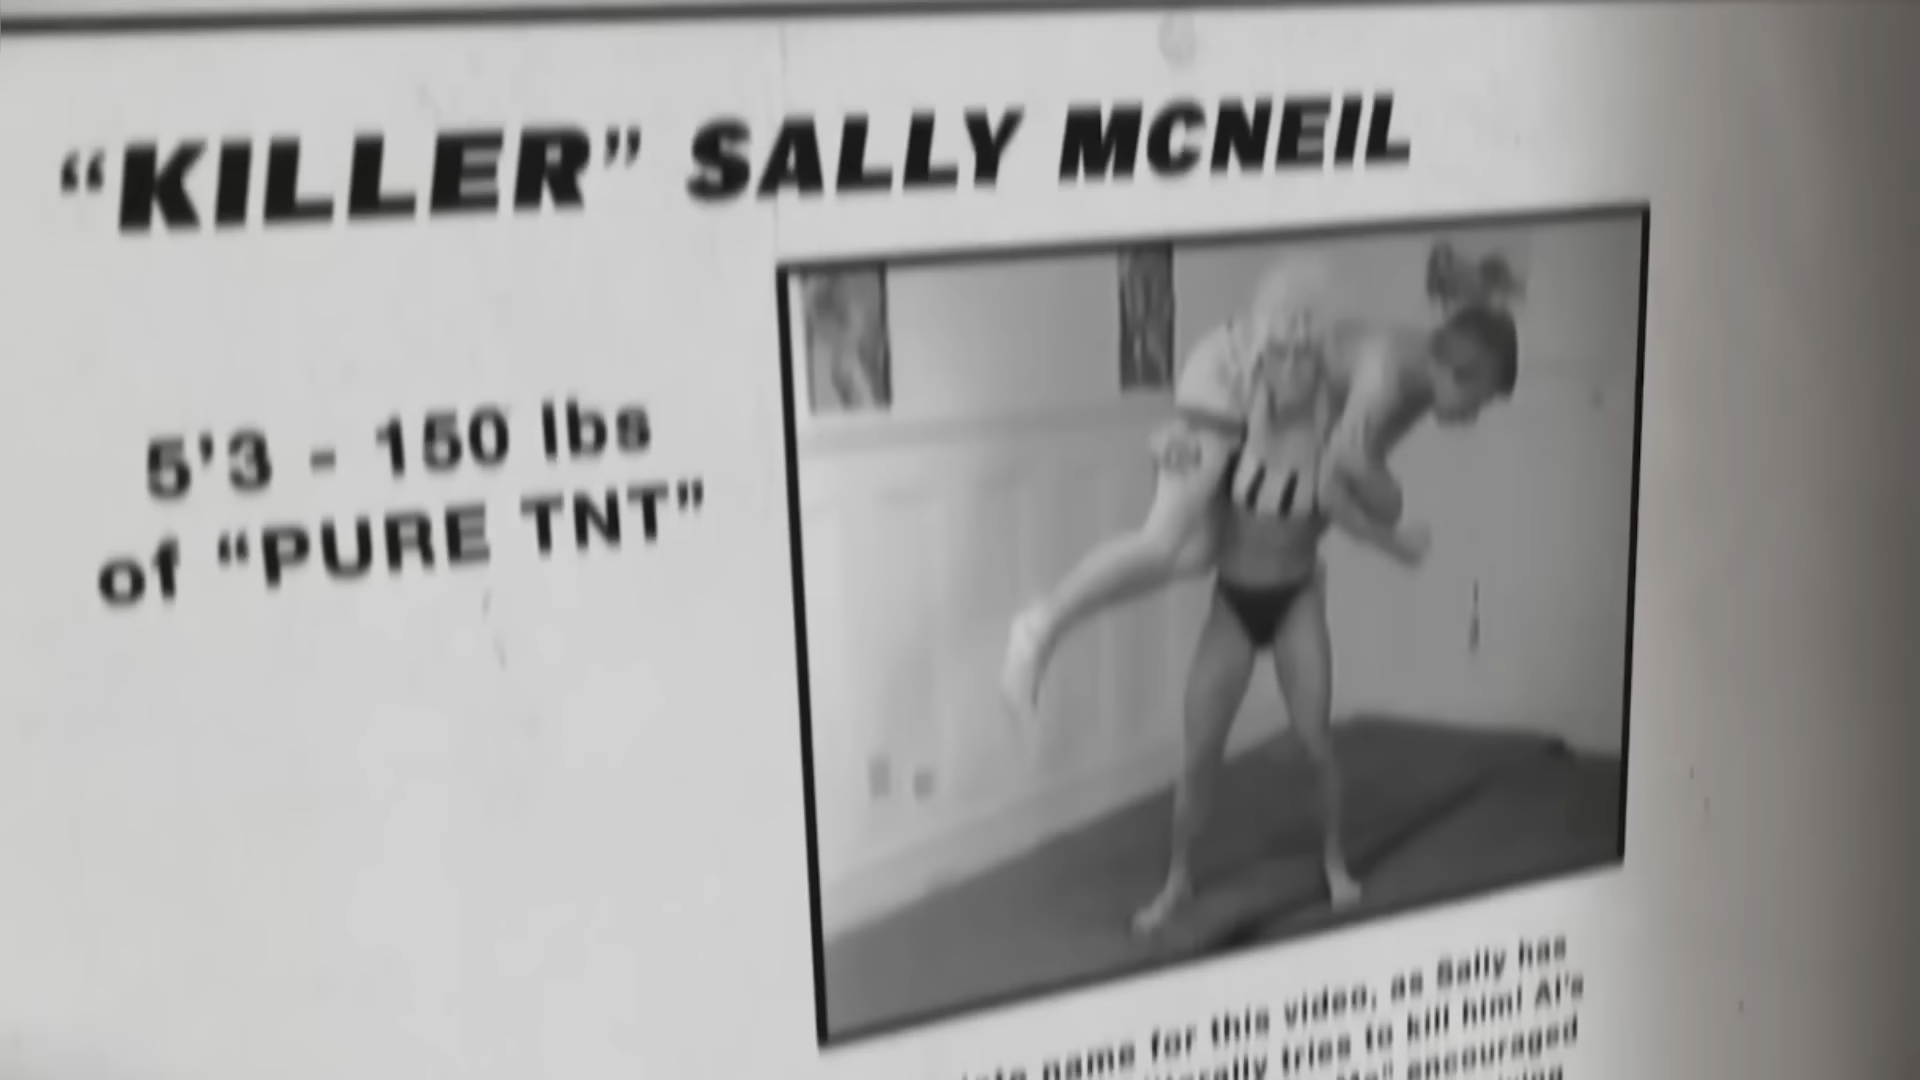 “KILLER” SALLY MCNEIL
5’3 - 150 lbs
of “PURE TNT”
name for this video, as Sally has
tries to kill him! Al’s
encouraged